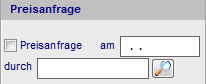 Preisanfrage
Preisanfrage am . .
durch